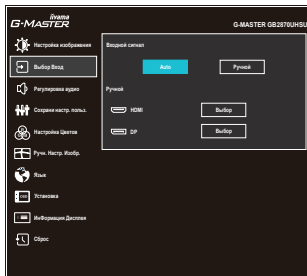 iiyama
G-MASTER
G-MASTER GB2870UHSU
Настройка изображения
Выбор Вход
Регулировка аудио
Сохрани настр. польз.
Настройка Цветов
Ручн. Настр. Изобр.
Язык
OSD
Установка
ИнФормация Дисплея
Сброс
Входной сигнал
Auto
Ручной
Ручной
HDMI
Выбор
DP
Выбор